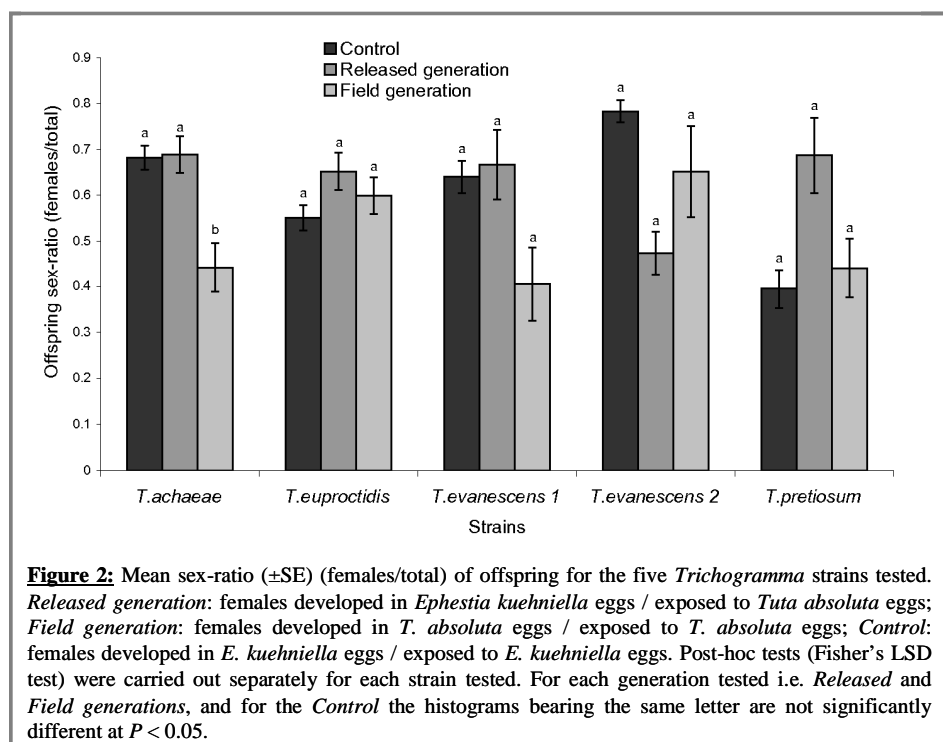 Control
Released generation
Field generation
Offspring sex-ratio (females/total)
0.9
0.8
0.7
0.6
0.5
0.4
0.3
0.2
0.1
0
a a b
a a a
a a a
a a a
a a a
T.achaeae T.euproctidis T.evanescens 1 T.evanescens 2 T.pretiosum
Strains
Figure 2: Mean sex-ratio (±SE) (females/total) of offspring for the five Trichogramma strains tested.
Released generation: females developed in Ephestia kuehniella eggs / exposed to Tuta absoluta eggs;
Field generation: females developed in T. absoluta eggs / exposed to T. absoluta eggs; Control:
females developed in E. kuehniella eggs / exposed to E. kuehniella eggs. Post-hoc tests (Fisher's LSD
test) were carried out separately for each strain tested. For each generation tested i.e. Released and
Field generations, and for the Control the histograms bearing the same letter are not significantly
different at P < 0.05.